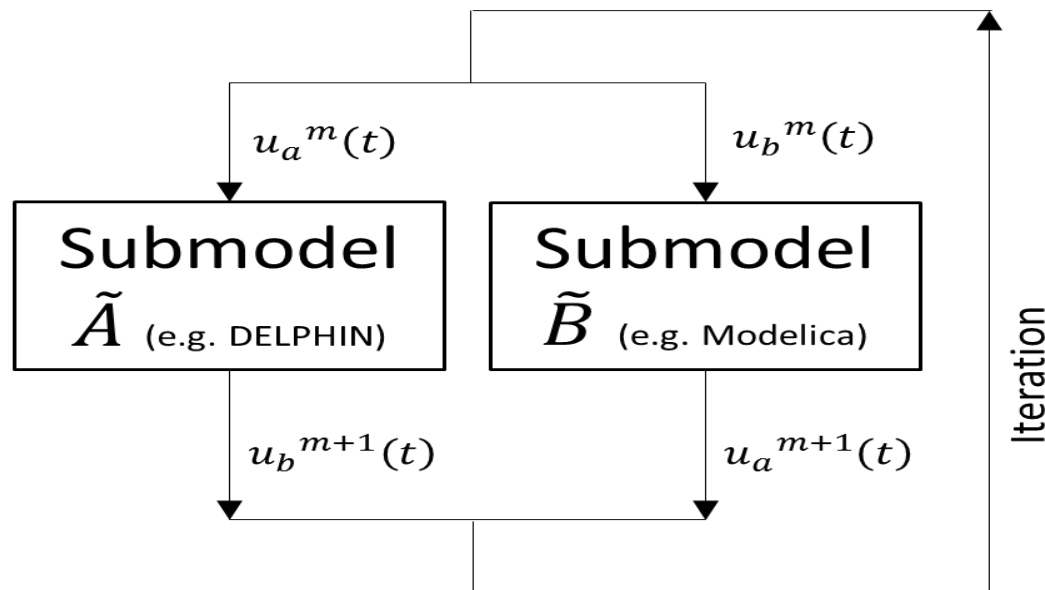 u_a^m(t)
u_b^m(t)
Submodel
Ã (e.g. DELPHIN)
Submodel
B̃ (e.g. Modelica)
u_b^{m+1}(t)
u_a^{m+1}(t)
Iteration